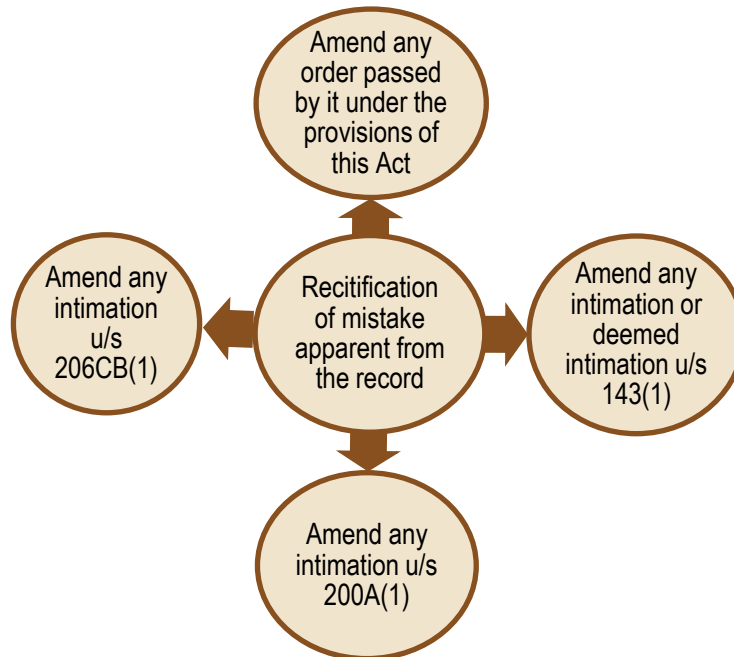 Amend any
order passed
by it under the
provisions of
this Act
Amend any
intimation
u/s
206CB(1)
Recitification
of mistake
apparent from
the record
Amend any
intimation or
deemed
intimation u/s
143(1)
Amend any
intimation u/s
200A(1)